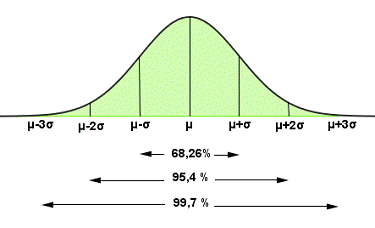 μ-3σ μ-2σ μ-σ μ μ+σ μ+2σ μ+3σ
68,26%
95,4 %
99,7 %